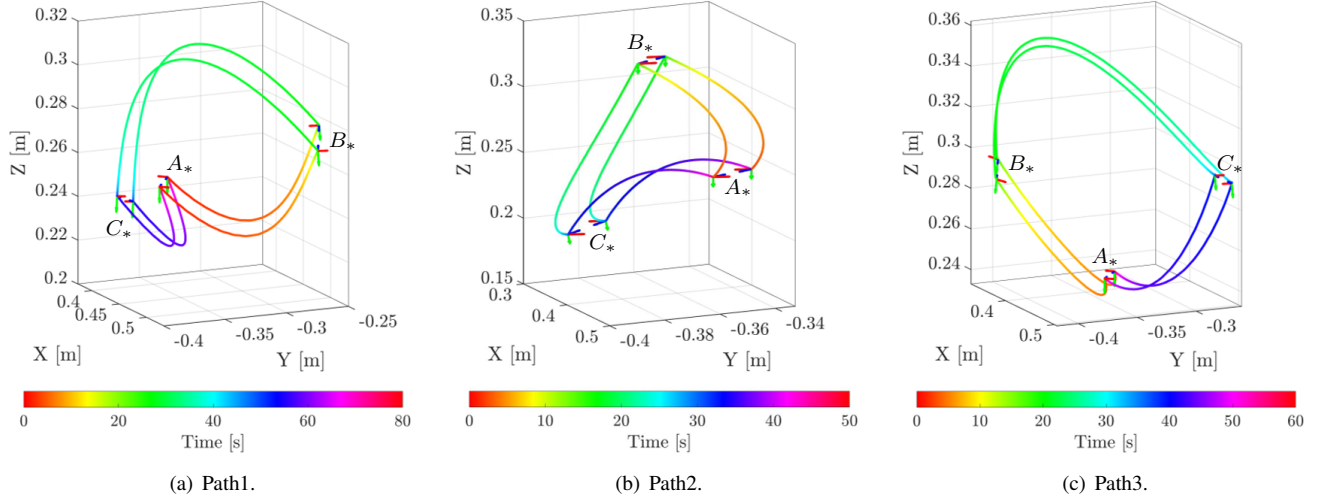 0.32
0.3
0.28
0.26
0.24
0.22
0.2
Z [m]
0.4
0.45
0.5
X [m]
-0.4
-0.35
-0.3
-0.25
Y [m]
A*
B*
C*
0
20
40
60
80
Time [s]
(a) Path1.
0.35
0.3
0.25
0.2
0.15
Z [m]
0.3
0.4
0.5
X [m]
-0.4
-0.38
-0.36
-0.34
Y [m]
B*
A*
C*
0
10
20
30
40
50
Time [s]
(b) Path2.
0.36
0.34
0.32
0.3
0.28
0.26
0.24
Z [m]
0.4
0.5
X [m]
-0.4
-0.35
-0.3
Y [m]
B*
C*
A*
0
10
20
30
40
50
60
Time [s]
(c) Path3.